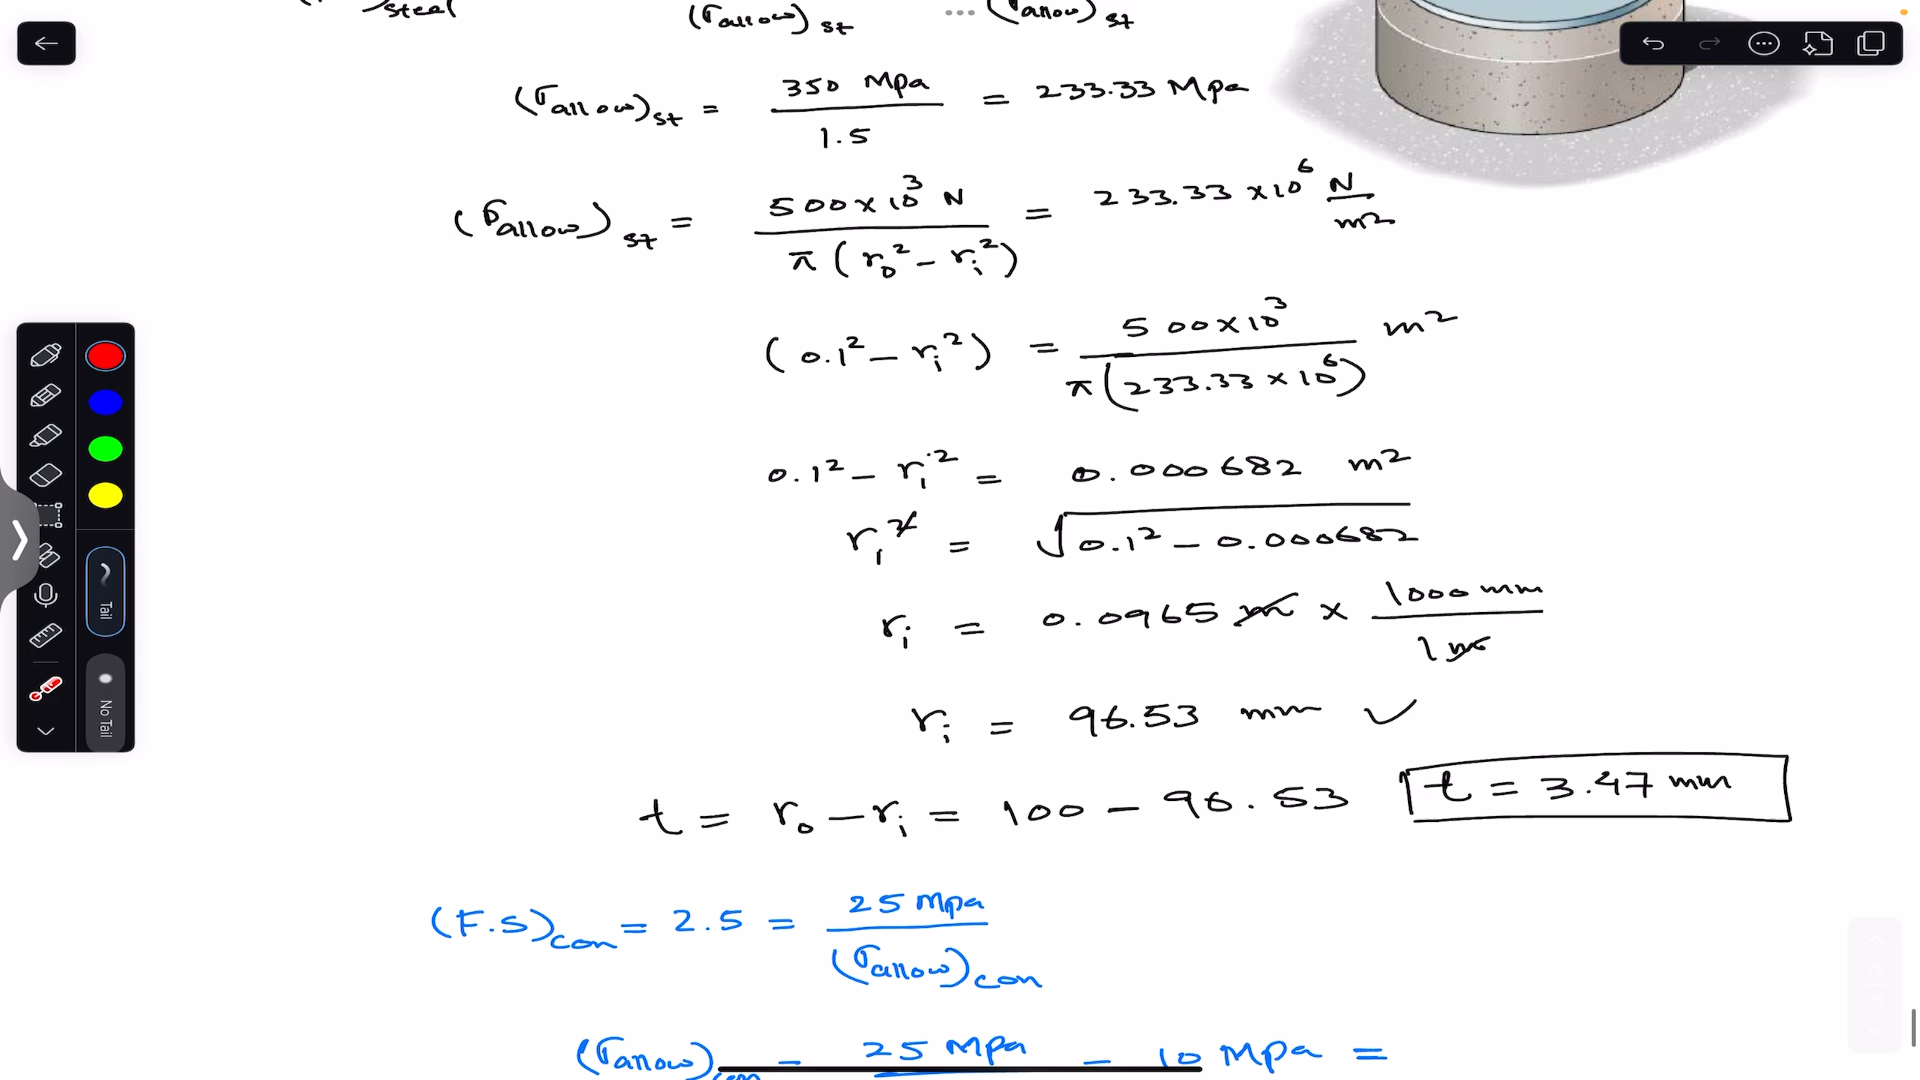 )steel (σallow)st ... (σallow)st
(σallow)st = 350 Mpa / 1.5 = 233.33 Mpa
(σallow)st = 500×10³ N / π(ro² − ri²) = 233.33 ×10⁶ N/m²
(0.1² − ri²) = 500×10³ / π(233.33 × 10⁶) m²
0.1² − ri² = 0.000682 m²
ri² = √0.1² − 0.000682
ri = 0.0965 m × 1000 mm / 1m
ri = 96.53 mm ✓
t = ro − ri = 100 − 96.53 t = 3.47 mm
(F.S)con = 2.5 = 25 Mpa / (σallow)con
(σallow)con = 25 Mpa = 10 Mpa =
Tail
No Tail